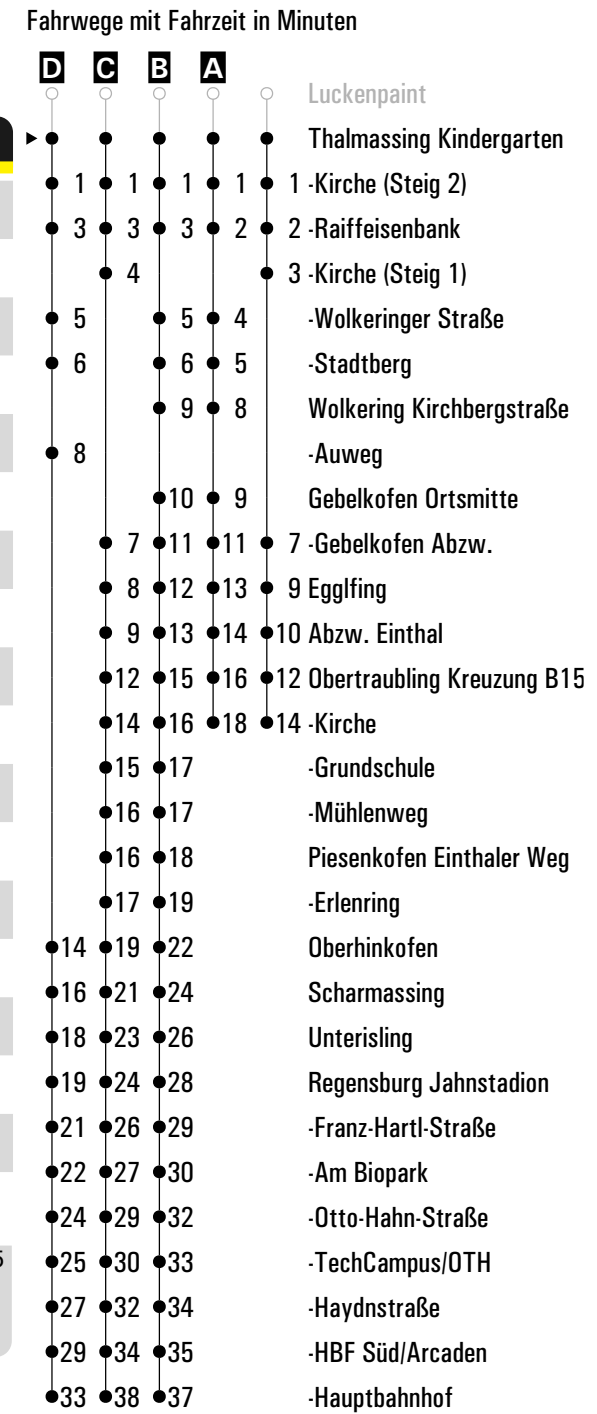 Fahrwege mit Fahrzeit in Minuten
D C B A
Luckenpaint
Thalmassing Kindergarten
1 1 1 1 1 -Kirche (Steig 2)
3 3 3 2 2 -Raiffeisenbank
4 3 -Kirche (Steig 1)
5 5 4 -Wolkeringer Straße
6 6 5 -Stadtberg
9 8 Wolkering Kirchbergstraße
8 -Auweg
10 9 Gebelkofen Ortsmitte
7 11 11 7 -Gebelkofen Abzw.
8 12 13 9 Egglfing
9 13 14 10 Abzw. Einthal
12 15 16 12 Obertraubling Kreuzung B15
14 16 18 14 -Kirche
15 17 -Grundschule
16 17 -Mühlenweg
16 18 Piesenkofen Einthaler Weg
17 19 -Erlenring
14 19 22 Oberhinkofen
16 21 24 Scharmassing
18 23 26 Unterisling
19 24 28 Regensburg Jahnstadion
21 26 29 -Franz-Hartl-Straße
22 27 30 -Am Biopark
24 29 32 -Otto-Hahn-Straße
25 30 33 -TechCampus/OTH
27 32 34 -Haydnstraße
29 34 35 -HBF Süd/Arcaden
33 38 37 -Hauptbahnhof